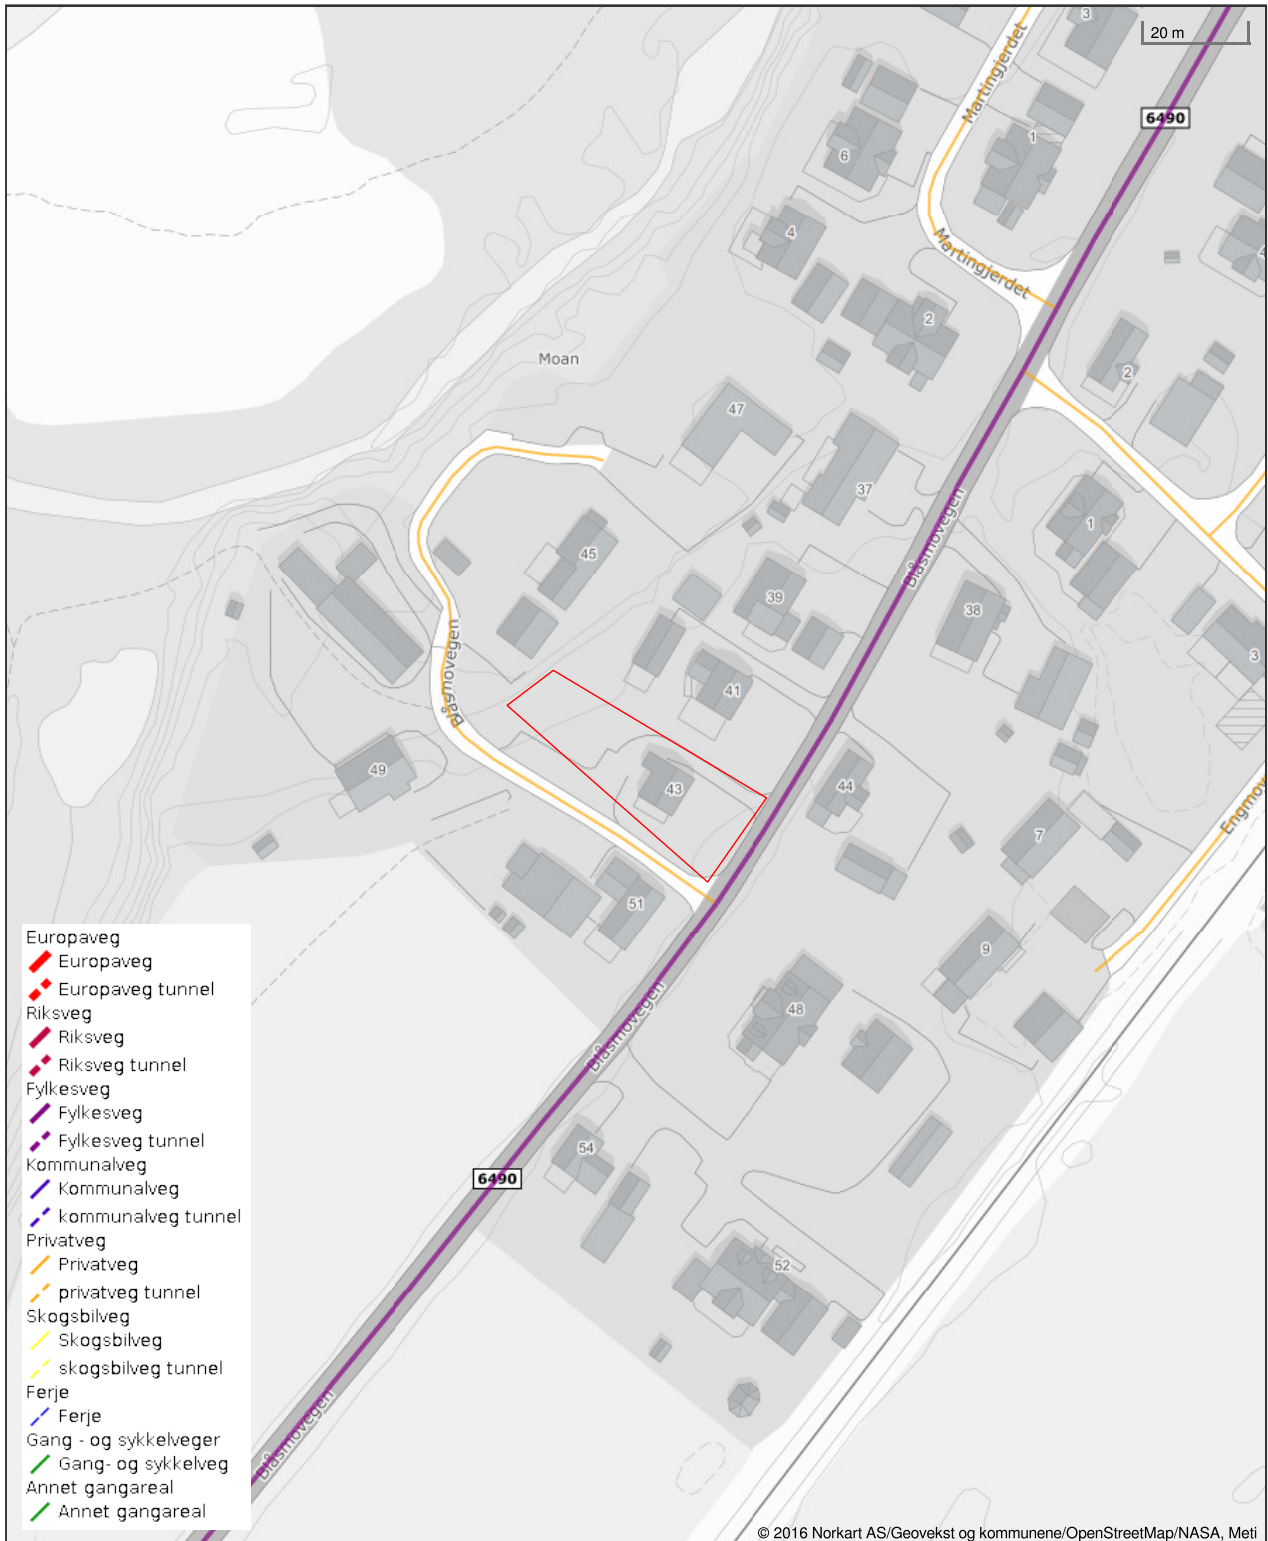 3
20 m
Martingjerdet
6490
1
6
4
Martingjerdet
4
2
Moan
2
47
37
1
Blåsmovegen
45
39
38
3
Blåsmovegen
41
49
43
44
Engmov
7
51
9
48
Blåsmovegen
54
6490
52
Blåsmovegen
Europaveg
Europaveg
Europaveg tunnel
Riksveg
Riksveg
Riksveg tunnel
Fylkesveg
Fylkesveg
Fylkesveg tunnel
Kommunalveg
Kommunalveg
kommunalveg tunnel
Privatveg
Privatveg
privatveg tunnel
Skogsbilveg
Skogsbilveg
skogsbilveg tunnel
Ferje
Ferje
Gang - og sykkelveger
Gang- og sykkelveg
Annet gangareal
Annet gangareal
© 2016 Norkart AS/Geovekst og kommunene/OpenStreetMap/NASA, Meti